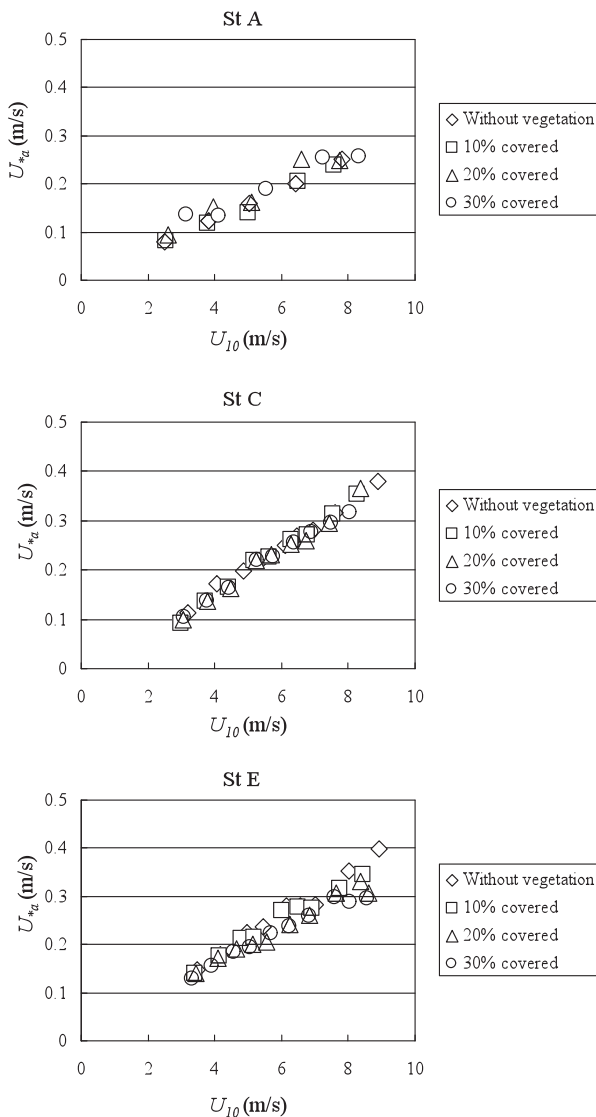 St A
0.5
0.4
0.3
0.2
0.1
0
U*a (m/s)
0 2 4 6 8 10
U10 (m/s)
Without vegetation
10% covered
20% covered
30% covered
St C
0.5
0.4
0.3
0.2
0.1
0
U*a (m/s)
0 2 4 6 8 10
U10 (m/s)
Without vegetation
10% covered
20% covered
30% covered
St E
0.5
0.4
0.3
0.2
0.1
0
U*a (m/s)
0 2 4 6 8 10
U10 (m/s)
Without vegetation
10% covered
20% covered
30% covered